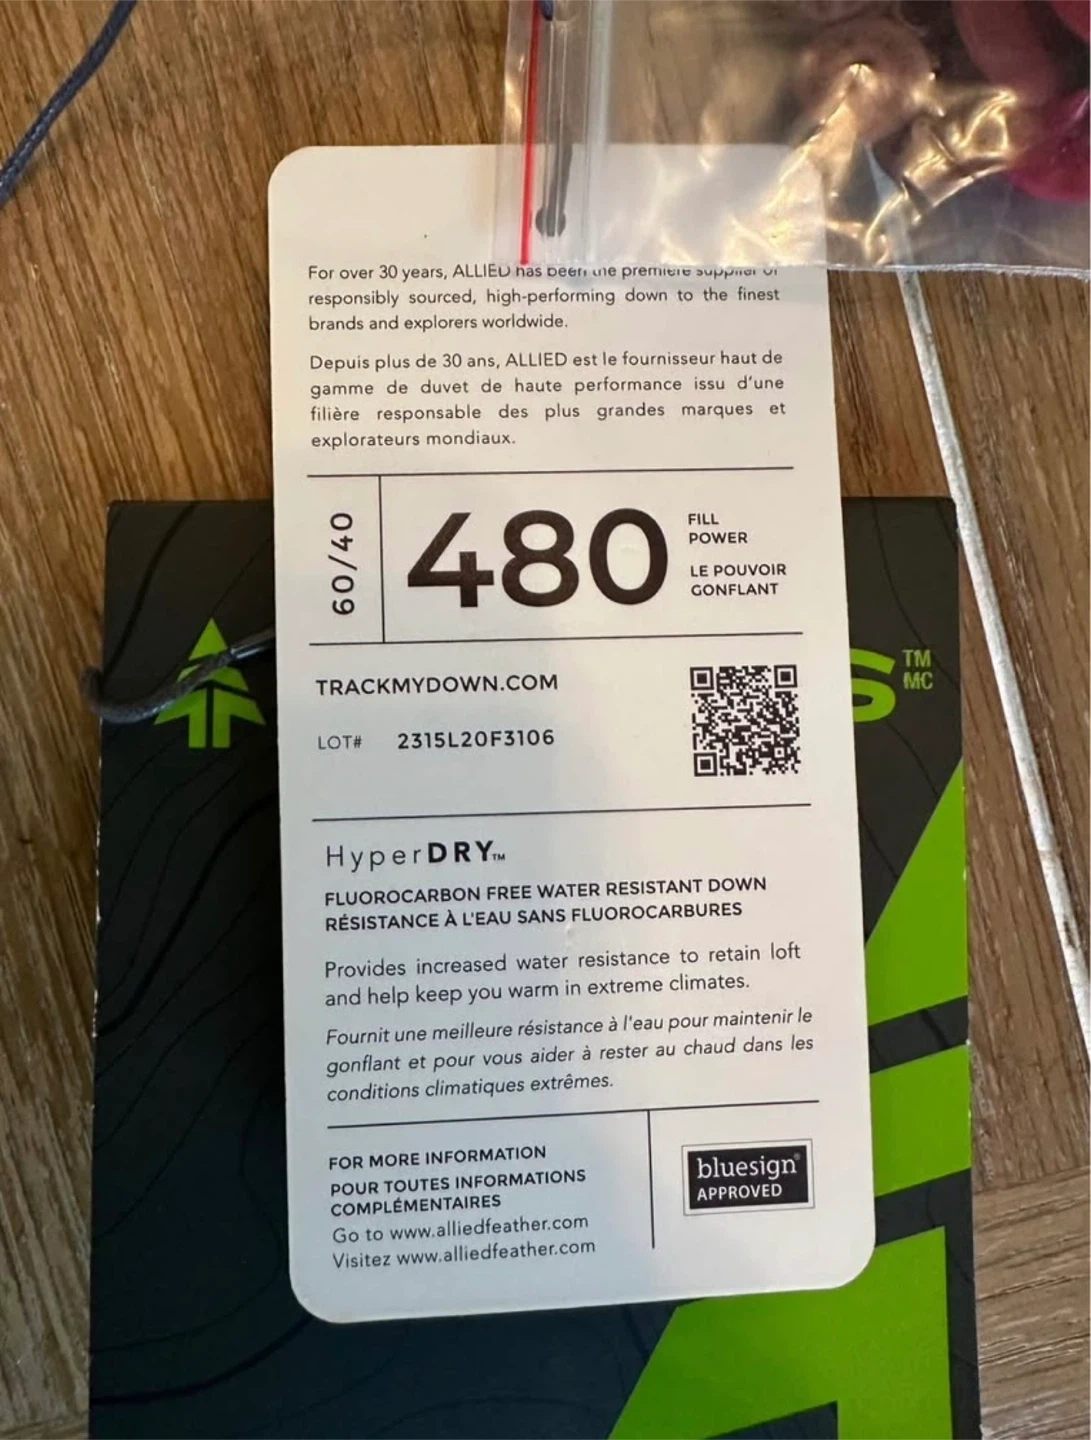 For over 30 years, ALLIED has been the premiere supplier of
responsibly sourced, high-performing down to the finest
brands and explorers worldwide.
Depuis plus de 30 ans, ALLIED est le fournisseur haut de
gamme de duvet de haute performance issu d'une
filière responsable des plus grandes marques et
explorateurs mondiaux.
60/40
480
FILL
POWER
LE POUVOIR
GONFLANT
TRACKMYDOWN.COM
LOT# 2315L20F3106
S TM
MC
HyperDRY™
FLUOROCARBON FREE WATER RESISTANT DOWN
RÉSISTANCE À L'EAU SANS FLUOROCARBURES
Provides increased water resistance to retain loft
and help keep you warm in extreme climates.
Fournit une meilleure résistance à l'eau pour maintenir le
gonflant et pour vous aider à rester au chaud dans les
conditions climatiques extrêmes.
FOR MORE INFORMATION
POUR TOUTES INFORMATIONS
COMPLÉMENTAIRES
Go to www.alliedfeather.com
Visitez www.alliedfeather.com
bluesign®
APPROVED